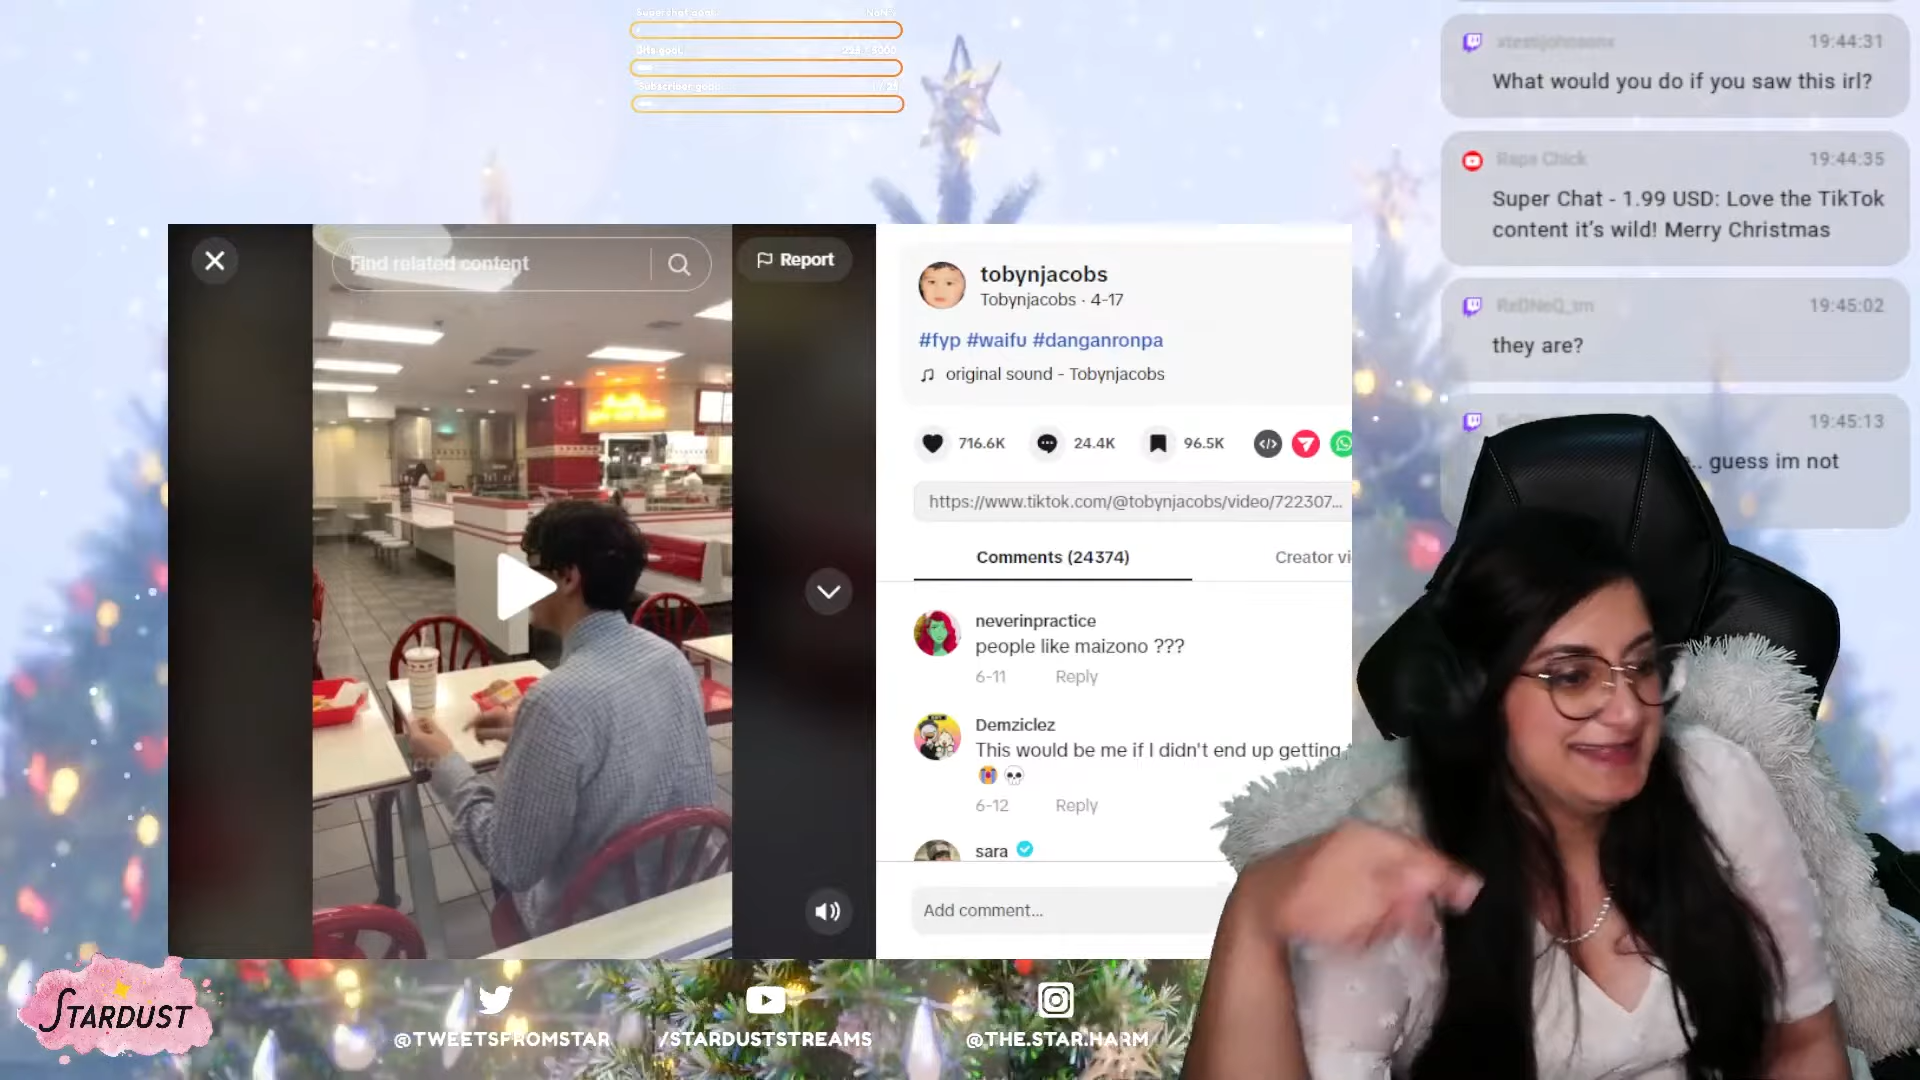 Superchat goal:
Bits goal:
Subscriber goal:
19:44:31
What would you do if you saw this irl?
Rapa Chick 19:44:35
Super Chat - 1.99 USD: Love the TikTok
content it’s wild! Merry Christmas
19:45:02
they are?
19:45:13
.. guess im not
Find related content
Report
tobynjacobs
Tobynjacobs · 4-17
#fyp #waifu #danganronpa
original sound - Tobynjacobs
716.6K 24.4K 96.5K
https://www.tiktok.com/@tobynjacobs/video/722307...
Comments (24374) Creator vi
neverinpractice
people like maizono ???
6-11 Reply
Demziclez
This would be me if I didn't end up getting
6-12 Reply
sara
Add comment...
STARDUST
@TWEETSFROMSTAR /STARDUSTSTREAMS @THE.STAR.HARM